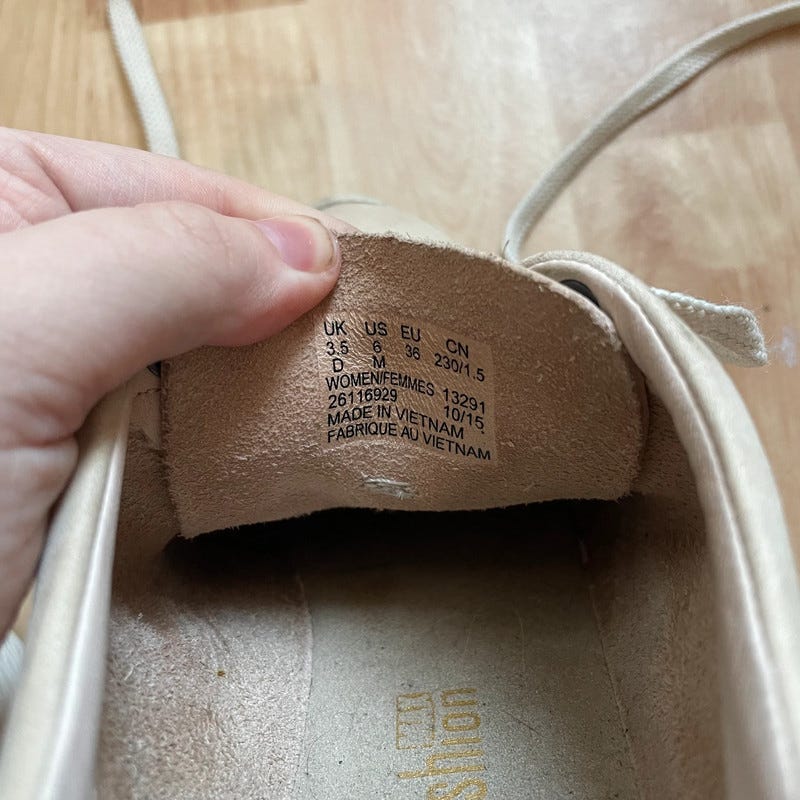 UK US EU CN
3.5 6 36 230/1.5
D M
WOMEN/FEMMES 13291
26116929 10/15
MADE IN VIETNAM
FABRIQUE AU VIETNAM
shion